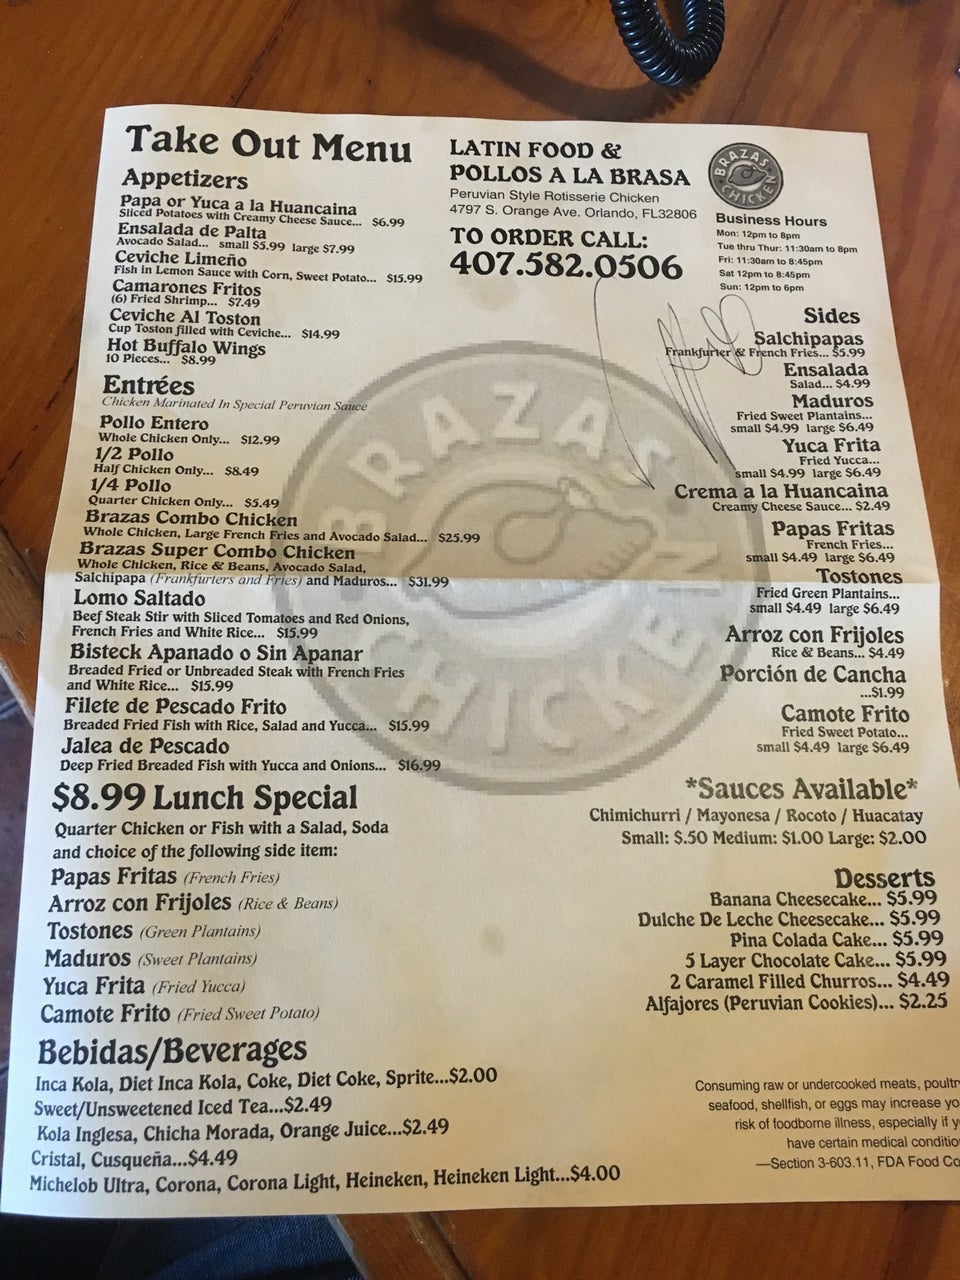 Take Out Menu
Appetizers
Papa or Yuca a la Huancaina
Sliced Potatoes with Creamy Cheese Sauce... $6.99
Ensalada de Palta
Avocado Salad... small $5.99 large $7.99
Ceviche Limeño
Fish in Lemon Sauce with Corn, Sweet Potato... $15.99
Camarones Fritos
(6) Fried Shrimp... $7.49
Ceviche Al Toston
Cup Toston filled with Ceviche... $14.99
Hot Buffalo Wings
10 Pieces... $8.99
Entrées
Chicken Marinated In Special Peruvian Sauce
Pollo Entero
Whole Chicken Only... $12.99
1/2 Pollo
Half Chicken Only... $8.49
1/4 Pollo
Quarter Chicken Only... $5.49
Brazas Combo Chicken
Whole Chicken, Large French Fries and Avocado Salad... $25.99
Brazas Super Combo Chicken
Whole Chicken, Rice & Beans, Avocado Salad,
Salchipapa (Frankfurters and Fries) and Maduros... $31.99
Lomo Saltado
Beef Steak Stir with Sliced Tomatoes and Red Onions,
French Fries and White Rice... $15.99
Bisteck Apanado o Sin Apanar
Breaded Fried or Unbreaded Steak with French Fries
and White Rice... $15.99
Filete de Pescado Frito
Breaded Fried Fish with Rice, Salad and Yucca... $15.99
Jalea de Pescado
Deep Fried Breaded Fish with Yucca and Onions... $16.99
$8.99 Lunch Special
Quarter Chicken or Fish with a Salad, Soda
and choice of the following side item:
Papas Fritas (French Fries)
Arroz con Frijoles (Rice & Beans)
Tostones (Green Plantains)
Maduros (Sweet Plantains)
Yuca Frita (Fried Yucca)
Camote Frito (Fried Sweet Potato)
Bebidas/Beverages
Inca Kola, Diet Inca Kola, Coke, Diet Coke, Sprite...$2.00
Sweet/Unsweetened Iced Tea...$2.49
Kola Inglesa, Chicha Morada, Orange Juice...$2.49
Cristal, Cusqueña...$4.49
Michelob Ultra, Corona, Corona Light, Heineken, Heineken Light...$4.00
LATIN FOOD &
POLLOS A LA BRASA
Peruvian Style Rotisserie Chicken
4797 S. Orange Ave. Orlando, FL32806
TO ORDER CALL:
407.582.0506
BRAZAS
CHICKEN
BRAZAS
CHICKEN
Business Hours
Mon: 12pm to 8pm
Tue thru Thur: 11:30am to 8pm
Fri: 11:30am to 8:45pm
Sat 12pm to 8:45pm
Sun: 12pm to 6pm
Sides
Salchipapas
Frankfurter & French Fries... $5.99
Ensalada
Salad... $4.99
Maduros
Fried Sweet Plantains...
small $4.99 large $6.49
Yuca Frita
Fried Yucca...
small $4.99 large $6.49
Crema a la Huancaina
Creamy Cheese Sauce... $2.49
Papas Fritas
French Fries...
small $4.49 large $6.49
Tostones
Fried Green Plantains...
small $4.49 large $6.49
Arroz con Frijoles
Rice & Beans... $4.49
Porción de Cancha
...$1.99
Camote Frito
Fried Sweet Potato...
small $4.49 large $6.49
*Sauces Available*
Chimichurri / Mayonesa / Rocoto / Huacatay
Small: $.50 Medium: $1.00 Large: $2.00
Desserts
Banana Cheesecake... $5.99
Dulche De Leche Cheesecake... $5.99
Pina Colada Cake... $5.99
5 Layer Chocolate Cake... $5.99
2 Caramel Filled Churros... $4.49
Alfajores (Peruvian Cookies)... $2.25
Consuming raw or undercooked meats, poultr
seafood, shellfish, or eggs may increase yo
risk of foodborne illness, especially if y
have certain medical conditio
—Section 3-603.11, FDA Food Co